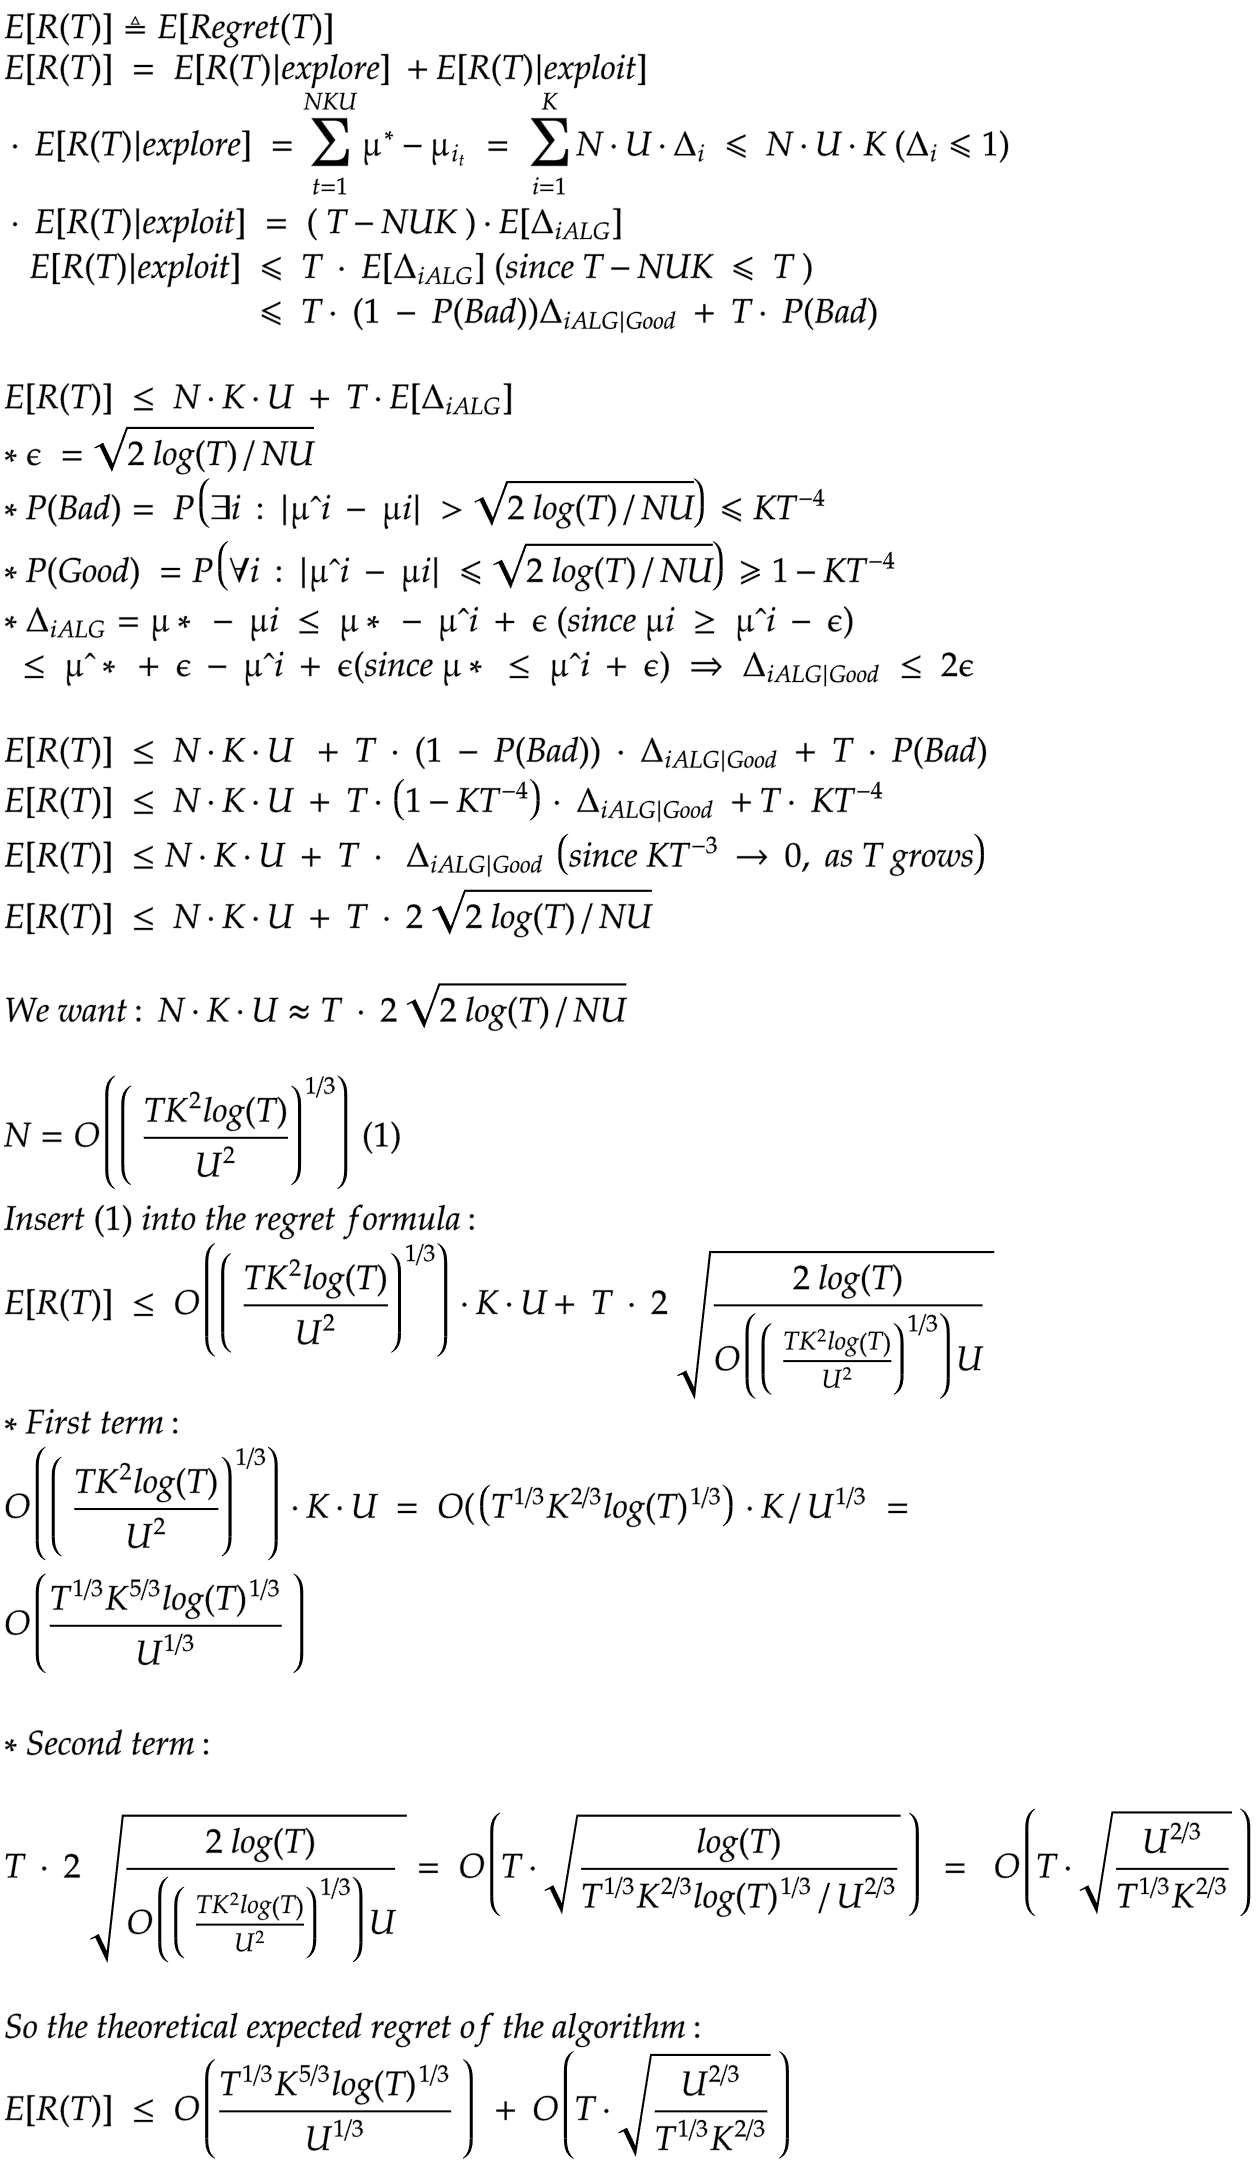 E[R(T)] ≜ E[Regret(T)]
E[R(T)] = E[R(T)|explore] + E[R(T)|exploit]
· E[R(T)|explore] = ∑_{t=1}^{NKU} μ* − μ_{i_t} = ∑_{i=1}^{K} N · U · Δ_i ⩽ N · U · K (Δ_i ⩽ 1)
· E[R(T)|exploit] = ( T − NUK ) · E[Δ_{iALG}]
E[R(T)|exploit] ⩽ T · E[Δ_{iALG}] (since T − NUK ⩽ T )
⩽ T · (1 − P(Bad))Δ_{iALG|Good} + T · P(Bad)
E[R(T)] ≤ N · K · U + T · E[Δ_{iALG}]
* ϵ = √(2 log(T) / NU)
* P(Bad) = P(∃i : |μˆi − μi| > √(2 log(T) / NU)) ⩽ KT^{−4}
* P(Good) = P(∀i : |μˆi − μi| ⩽ √(2 log(T) / NU)) ⩾ 1 − KT^{−4}
* Δ_{iALG} = μ* − μi ≤ μ* − μˆi + ϵ (since μi ≥ μˆi − ϵ)
≤ μˆ* + ϵ − μˆi + ϵ(since μ* ≤ μˆi + ϵ) ⇒ Δ_{iALG|Good} ≤ 2ϵ
E[R(T)] ≤ N · K · U + T · (1 − P(Bad)) · Δ_{iALG|Good} + T · P(Bad)
E[R(T)] ≤ N · K · U + T · (1 − KT^{−4}) · Δ_{iALG|Good} + T · KT^{−4}
E[R(T)] ≤ N · K · U + T · Δ_{iALG|Good} (since KT^{−3} → 0, as T grows)
E[R(T)] ≤ N · K · U + T · 2 √(2 log(T) / NU)
We want : N · K · U ≈ T · 2 √(2 log(T) / NU)
N = O((TK²log(T)/U²)^{1/3}) (1)
Insert (1) into the regret formula :
E[R(T)] ≤ O((TK²log(T)/U²)^{1/3}) · K · U + T · 2 √(2 log(T) / O((TK²log(T)/U²)^{1/3})U)
* First term :
O((TK²log(T)/U²)^{1/3}) · K · U = O((T^{1/3}K^{2/3}log(T)^{1/3}) · K / U^{1/3} =
O(T^{1/3}K^{5/3}log(T)^{1/3} / U^{1/3})
* Second term :
T · 2 √(2 log(T) / O((TK²log(T)/U²)^{1/3})U) = O(T · √(log(T) / T^{1/3}K^{2/3}log(T)^{1/3} / U^{2/3})) = O(T · √(U^{2/3} / T^{1/3}K^{2/3}))
So the theoretical expected regret of the algorithm :
E[R(T)] ≤ O(T^{1/3}K^{5/3}log(T)^{1/3} / U^{1/3}) + O(T · √(U^{2/3} / T^{1/3}K^{2/3}))